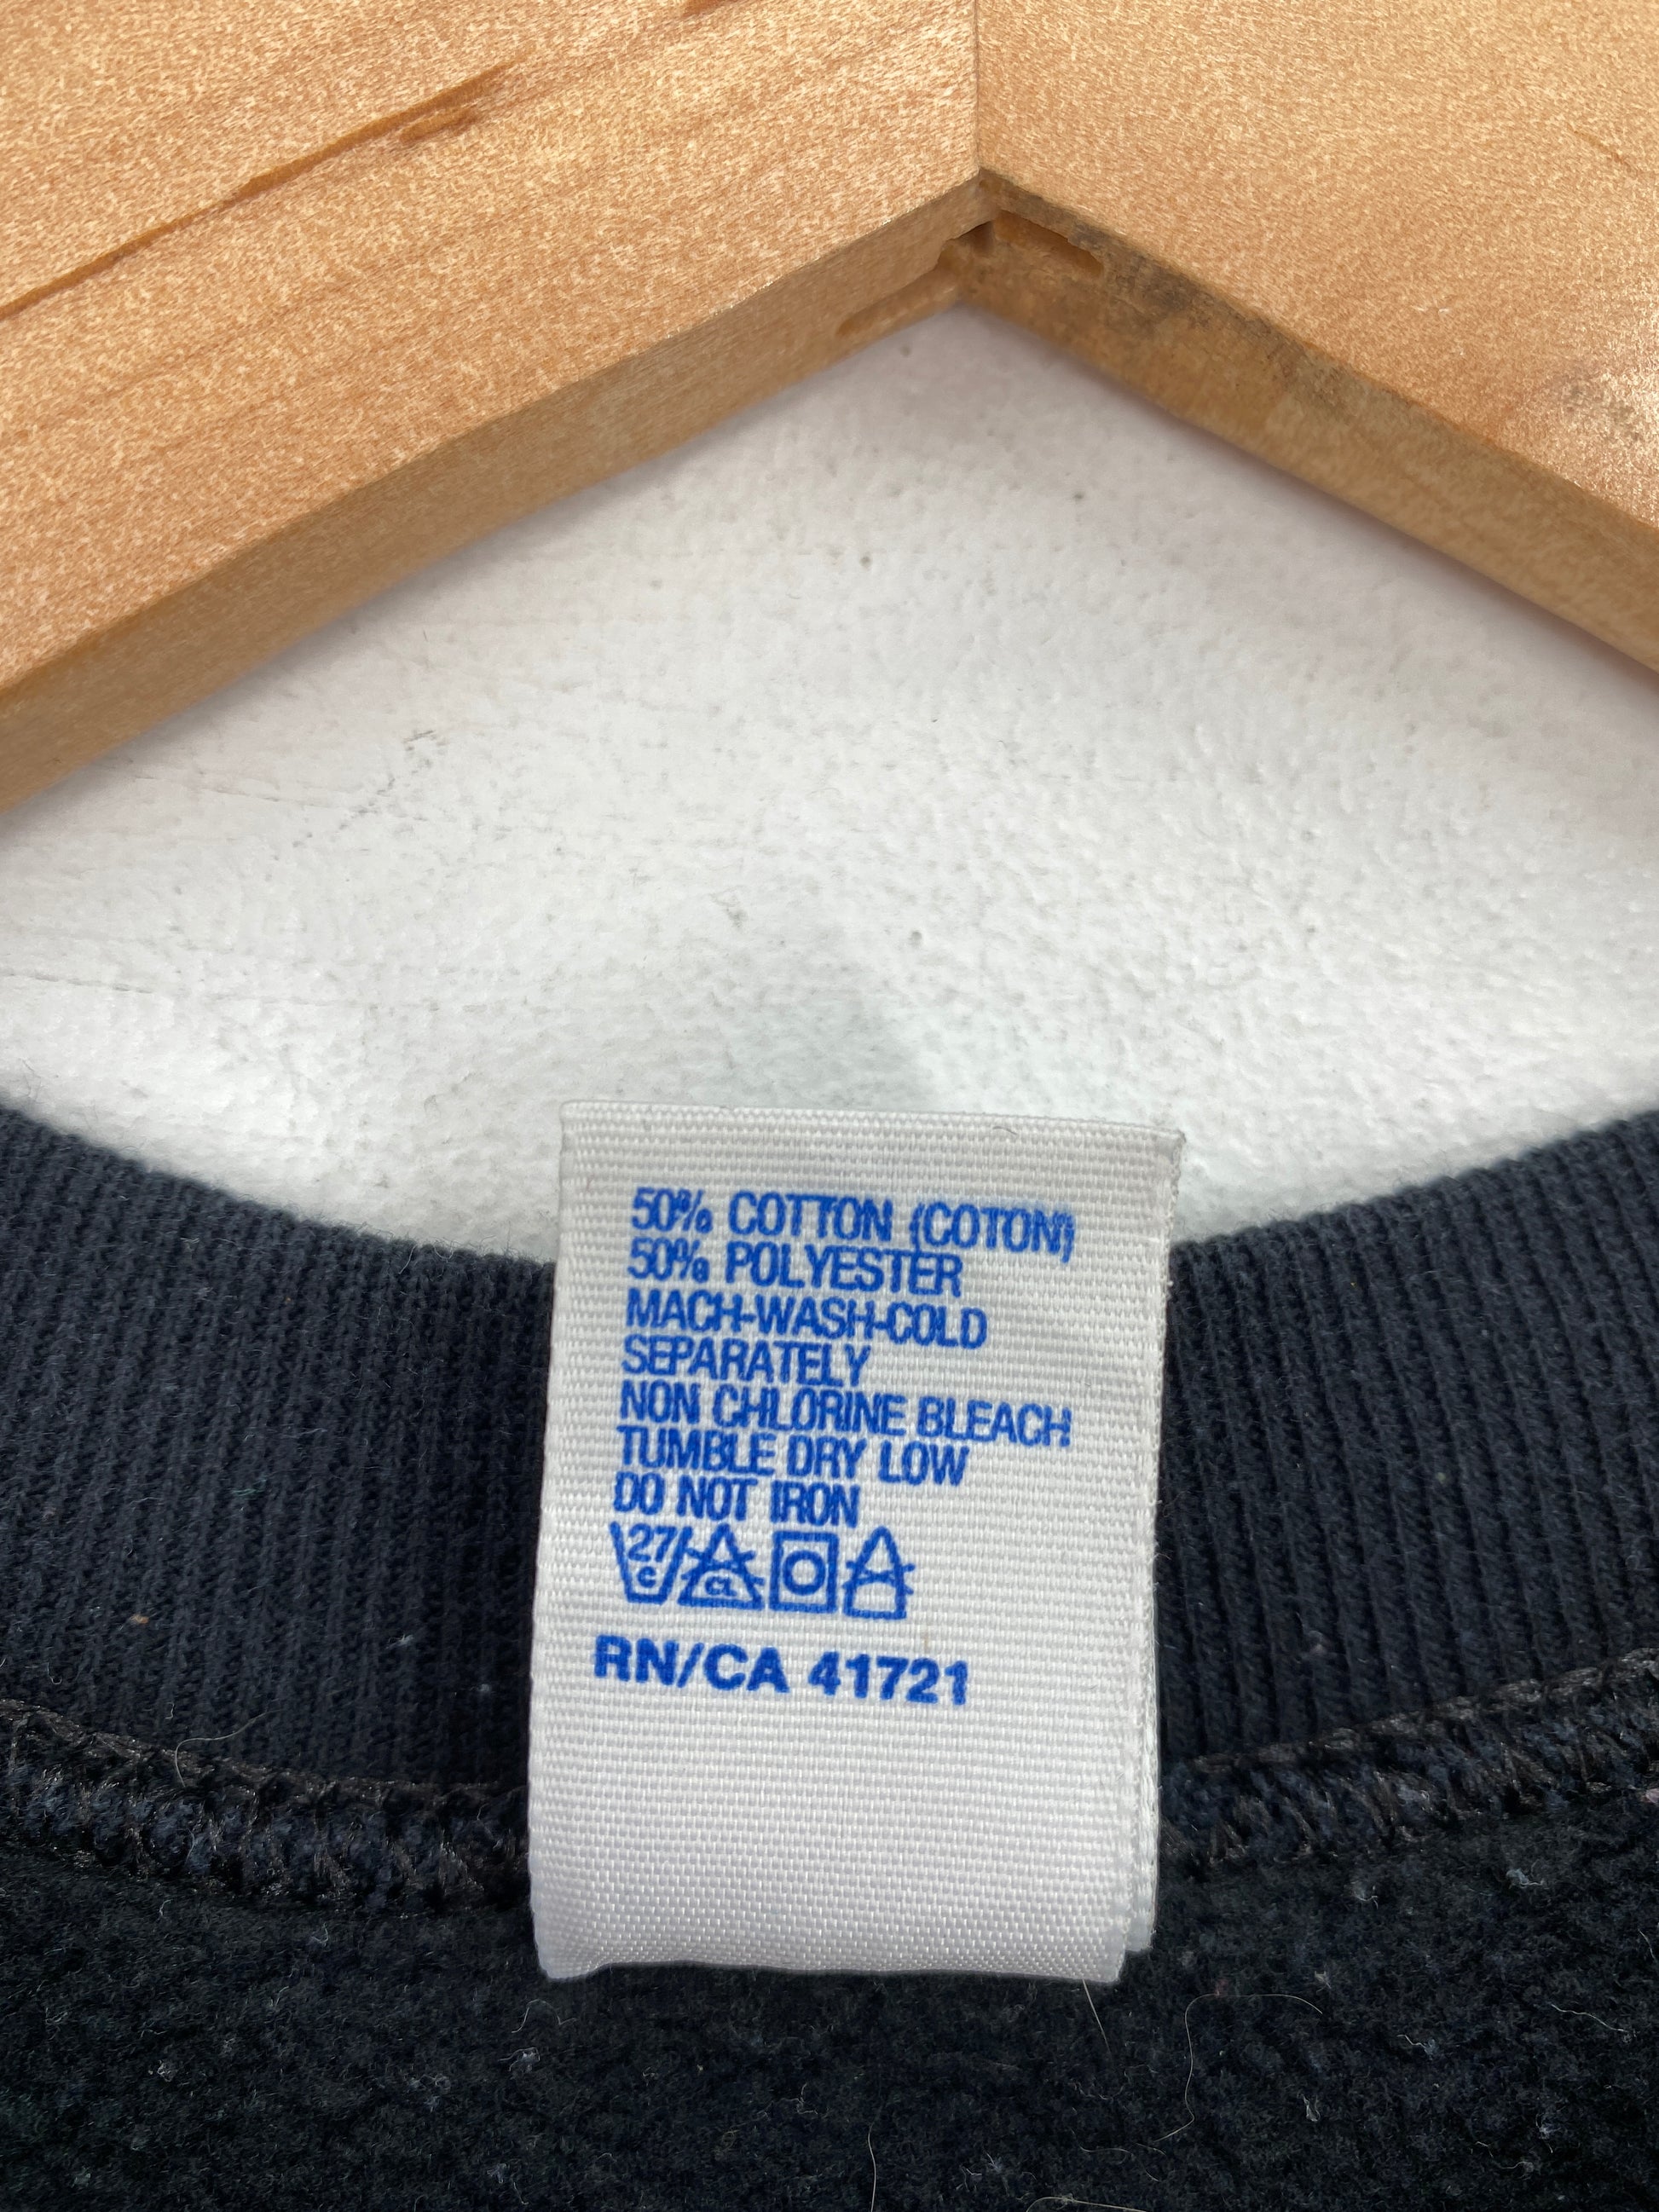 50% COTTON (COTON)
50% POLYESTER
MACH-WASH-COLD
SEPARATELY
NON CHLORINE BLEACH
TUMBLE DRY LOW
DO NOT IRON
27 C CL
RN/CA 41721